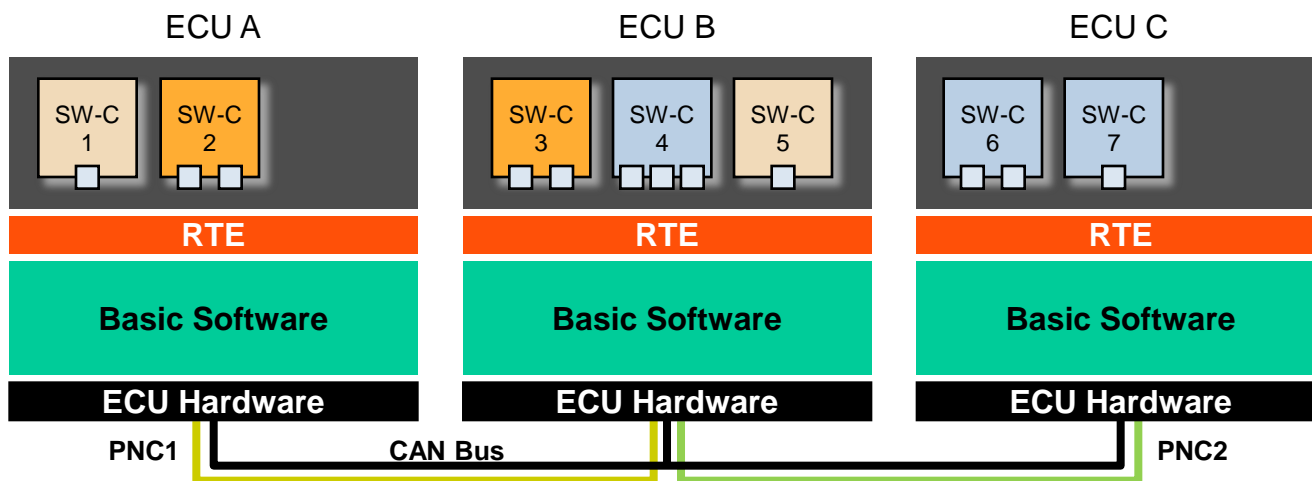 ECU A
ECU B
ECU C
SW-C
1
SW-C
2
SW-C
3
SW-C
4
SW-C
5
SW-C
6
SW-C
7
RTE
RTE
RTE
Basic Software
Basic Software
Basic Software
ECU Hardware
ECU Hardware
ECU Hardware
PNC1
CAN Bus
PNC2